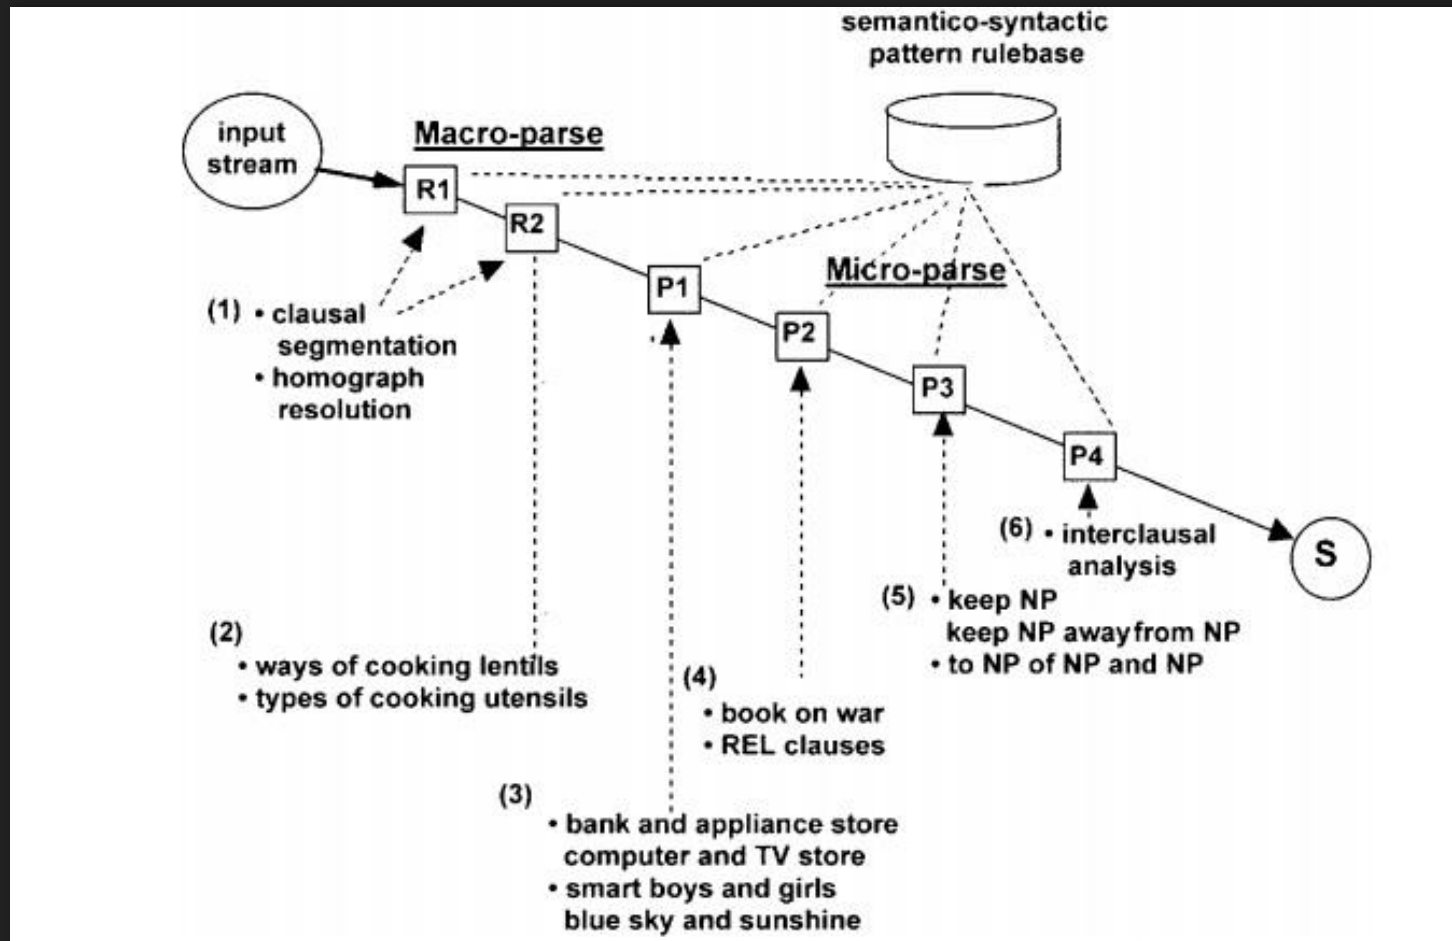 semantico-syntactic
pattern rulebase
input
stream
Macro-parse
R1
R2
P1
Micro-parse
P2
P3
P4
S
(1) • clausal
segmentation
• homograph
resolution
(2)
• ways of cooking lentils
• types of cooking utensils
(3)
• bank and appliance store
computer and TV store
• smart boys and girls
blue sky and sunshine
(4)
• book on war
• REL clauses
(5) • keep NP
keep NP away from NP
• to NP of NP and NP
(6) • interclausal
analysis